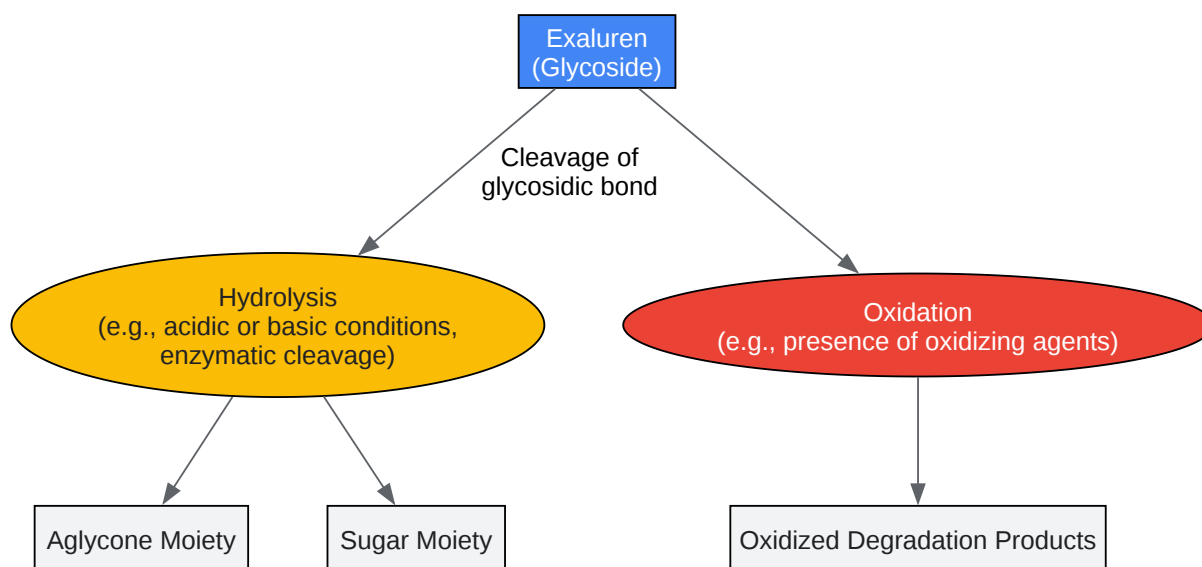 Exaluren
(Glycoside)
Cleavage of
glycosidic bond
Hydrolysis
(e.g., acidic or basic conditions,
enzymatic cleavage)
Oxidation
(e.g., presence of oxidizing agents)
Aglycone Moiety
Sugar Moiety
Oxidized Degradation Products